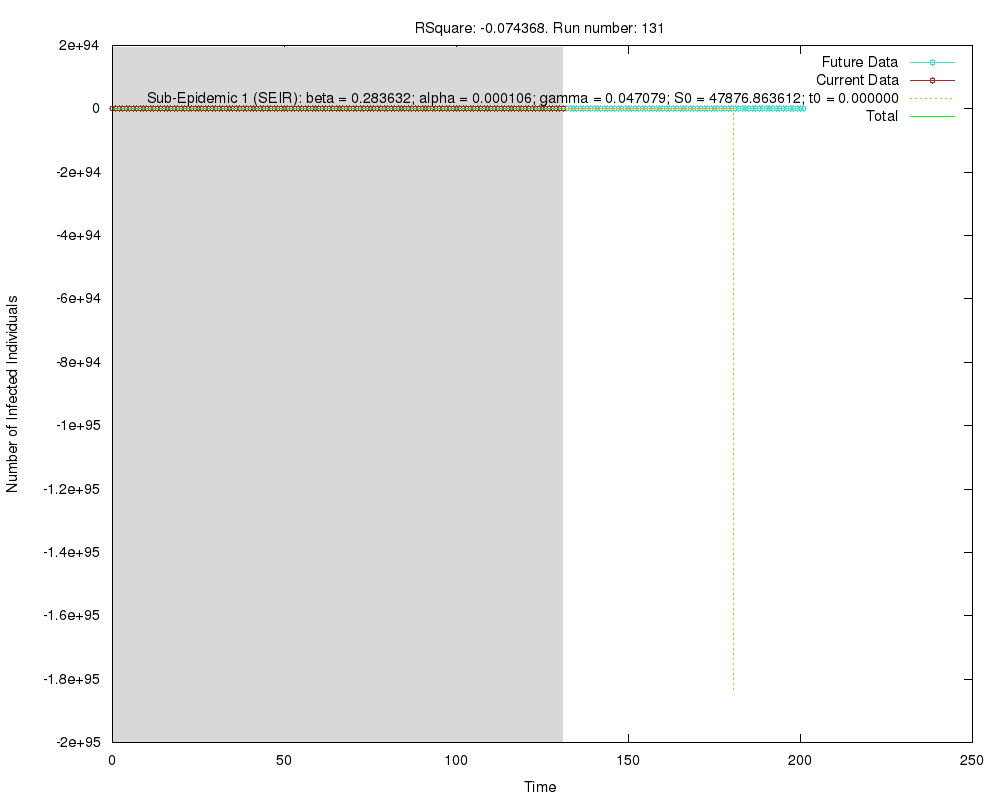 RSquare: -0.074368. Run number: 131
2e+94
Future Data
Current Data
Sub-Epidemic 1 (SEIR): beta = 0.283632; alpha = 0.000106; gamma = 0.047079; S0 = 47876.863612; t0 = 0.000000
0
Total
-2e+94
-4e+94
-6e+94
-8e+94
-1e+95
-1.2e+95
-1.4e+95
-1.6e+95
-1.8e+95
-2e+95
Number of Infected Individuals
0 50 100 150 200 250
Time